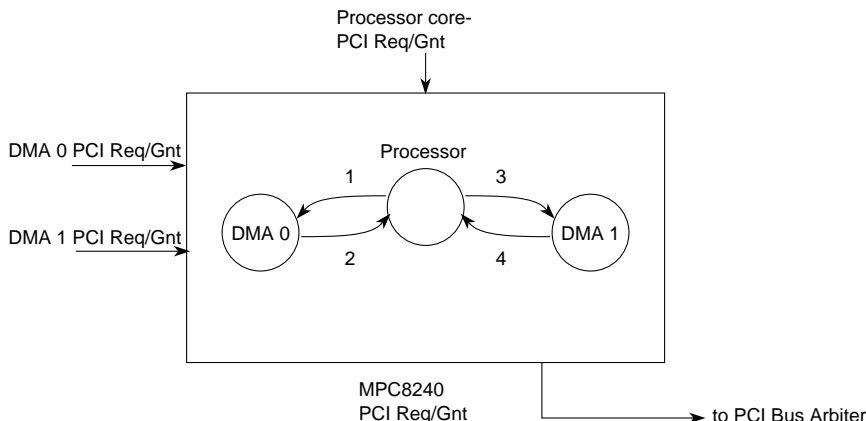 Processor core-
PCI Req/Gnt
DMA 0 PCI Req/Gnt
Processor
1
3
DMA 0
DMA 1
DMA 1 PCI Req/Gnt
2
4
MPC8240
PCI Req/Gnt
to PCI Bus Arbiter